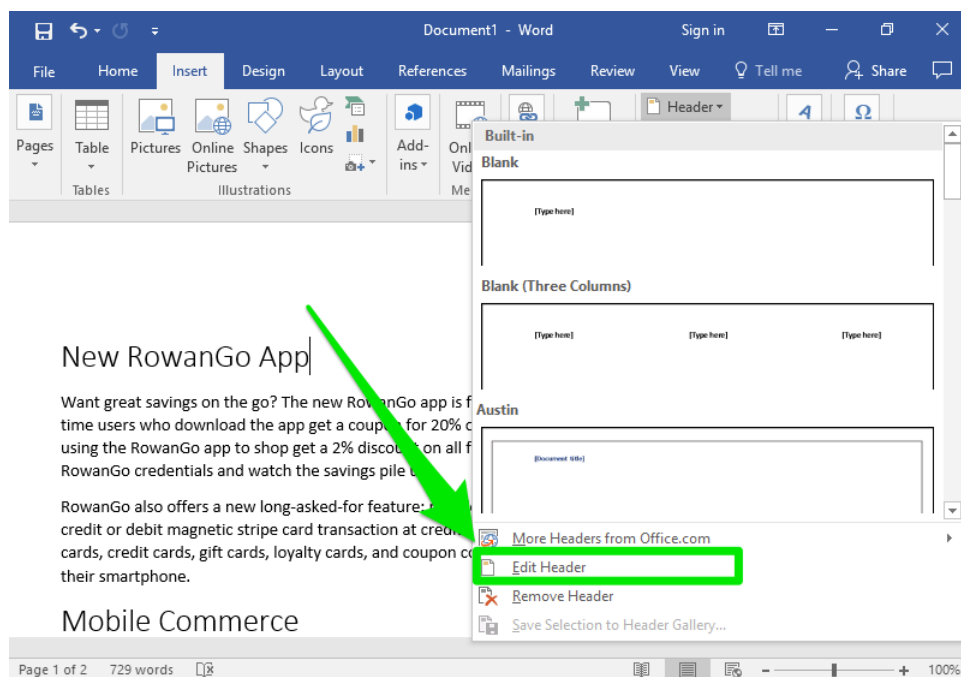 Document1 - Word
Sign in
File Home Insert Design Layout References Mailings Review View Tell me Share
Header
Pages Table Pictures Online Pictures Shapes Icons Add-ins
Tables Illustrations
Built-in
Blank
[Type here]
Blank (Three Columns)
[Type here] [Type here] [Type here]
Austin
[Document title]
More Headers from Office.com
Edit Header
Remove Header
Save Selection to Header Gallery...
New RowanGo App
Want great savings on the go? The new RowanGo app is f
time users who download the app get a coupon for 20%
using the RowanGo app to shop get a 2% discount on all f
RowanGo credentials and watch the savings pile
RowanGo also offers a new long-asked-for feature:
credit or debit magnetic stripe card transaction at
cards, credit cards, gift cards, loyalty cards, and coupon
their smartphone.
Mobile Commerce
Page 1 of 2 729 words 100%